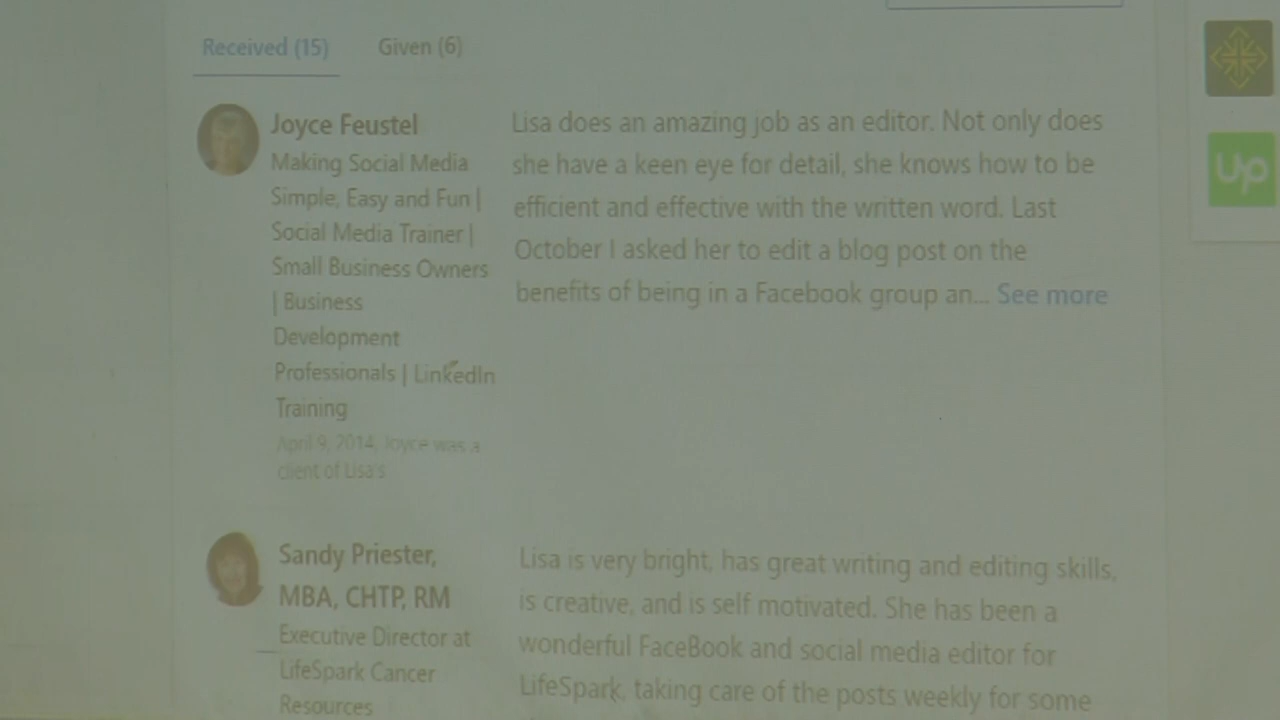 Received (15) Given (6)
Joyce Feustel
Making Social Media
Simple, Easy and Fun |
Social Media Trainer |
Small Business Owners
| Business
Development
Professionals | LinkedIn
Training
April 9, 2014, Joyce was a
client of Lisa's
Lisa does an amazing job as an editor. Not only does
she have a keen eye for detail, she knows how to be
efficient and effective with the written word. Last
October I asked her to edit a blog post on the
benefits of being in a Facebook group an... See more
Sandy Priester,
MBA, CHTP, RM
Executive Director at
LifeSpark Cancer
Resources
Lisa is very bright, has great writing and editing skills,
is creative, and is self motivated. She has been a
wonderful FaceBook and social media editor for
LifeSpark, taking care of the posts weekly for some
Up